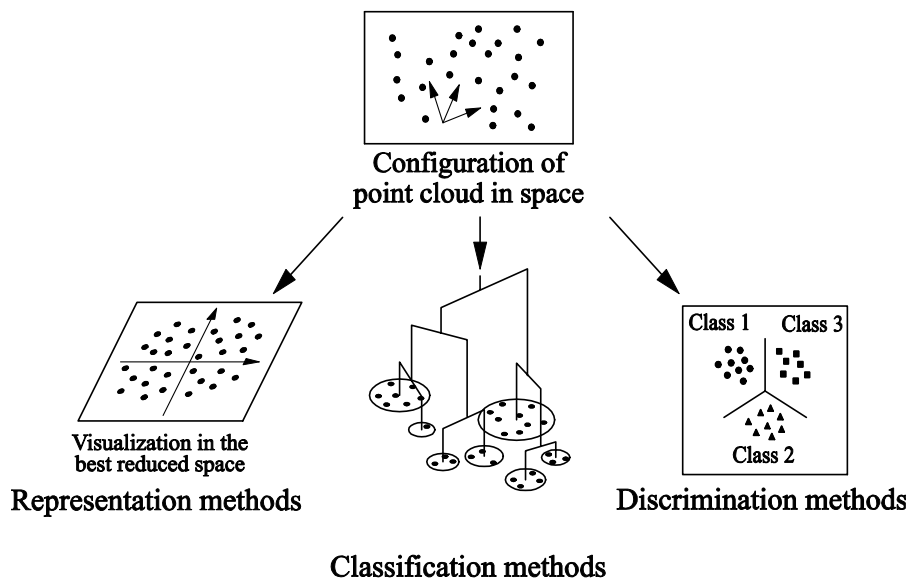 Configuration of
point cloud in space
Visualization in the
best reduced space
Representation methods
Class 1
Class 3
Class 2
Discrimination methods
Classification methods